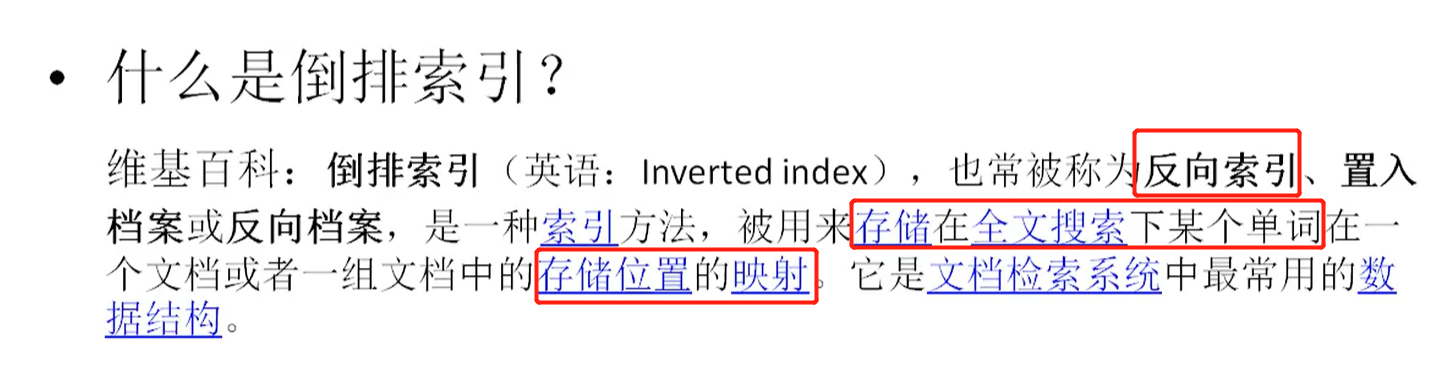 • 什么是倒排索引？
维基百科：倒排索引（英语：Inverted index），也常被称为反向索引、置入
档案或反向档案，是一种索引方法，被用来存储在全文搜索下某个单词在一
个文档或者一组文档中的存储位置的映射。它是文档检索系统中最常用的数
据结构。